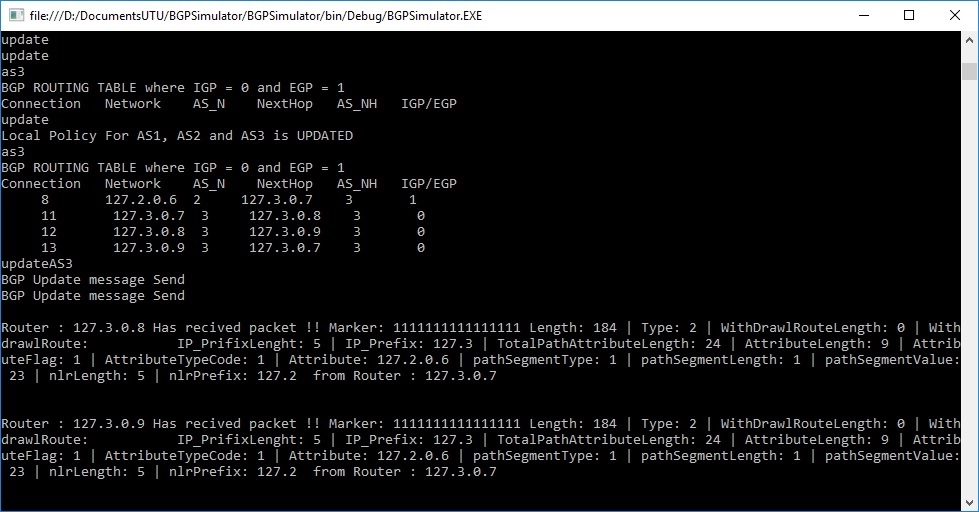 file:///D:/DocumentsUTU/BGPSimulator/BGPSimulator/bin/Debug/BGPSimulator.EXE
update
update
as3
BGP ROUTING TABLE where IGP = 0 and EGP = 1
Connection   Network    AS_N    NextHop   AS_NH   IGP/EGP
update
Local Policy For AS1, AS2 and AS3 is UPDATED
as3
BGP ROUTING TABLE where IGP = 0 and EGP = 1
Connection   Network    AS_N    NextHop   AS_NH   IGP/EGP
     8       127.2.0.6  2     127.3.0.7    3       1
     11       127.3.0.7  3     127.3.0.8    3       0
     12       127.3.0.8  3     127.3.0.9    3       0
     13       127.3.0.9  3     127.3.0.7    3       0
updateAS3
BGP Update message Send
BGP Update message Send
Router : 127.3.0.8 Has recived packet !! Marker: 1111111111111111 Length: 184 | Type: 2 | WithDrawlRouteLength: 0 | With
drawlRoute:           IP_PrifixLenght: 5 | IP_Prefix: 127.3 | TotalPathAttributeLength: 24 | AttributeLength: 9 | Attrib
uteFlag: 1 | AttributeTypeCode: 1 | Attribute: 127.2.0.6 | pathSegmentType: 1 | pathSegmentLength: 1 | pathSegmentValue:
 23 | nlrLength: 5 | nlrPrefix: 127.2  from Router : 127.3.0.7
Router : 127.3.0.9 Has recived packet !! Marker: 1111111111111111 Length: 184 | Type: 2 | WithDrawlRouteLength: 0 | With
drawlRoute:           IP_PrifixLenght: 5 | IP_Prefix: 127.3 | TotalPathAttributeLength: 24 | AttributeLength: 9 | Attrib
uteFlag: 1 | AttributeTypeCode: 1 | Attribute: 127.2.0.6 | pathSegmentType: 1 | pathSegmentLength: 1 | pathSegmentValue:
 23 | nlrLength: 5 | nlrPrefix: 127.2  from Router : 127.3.0.7